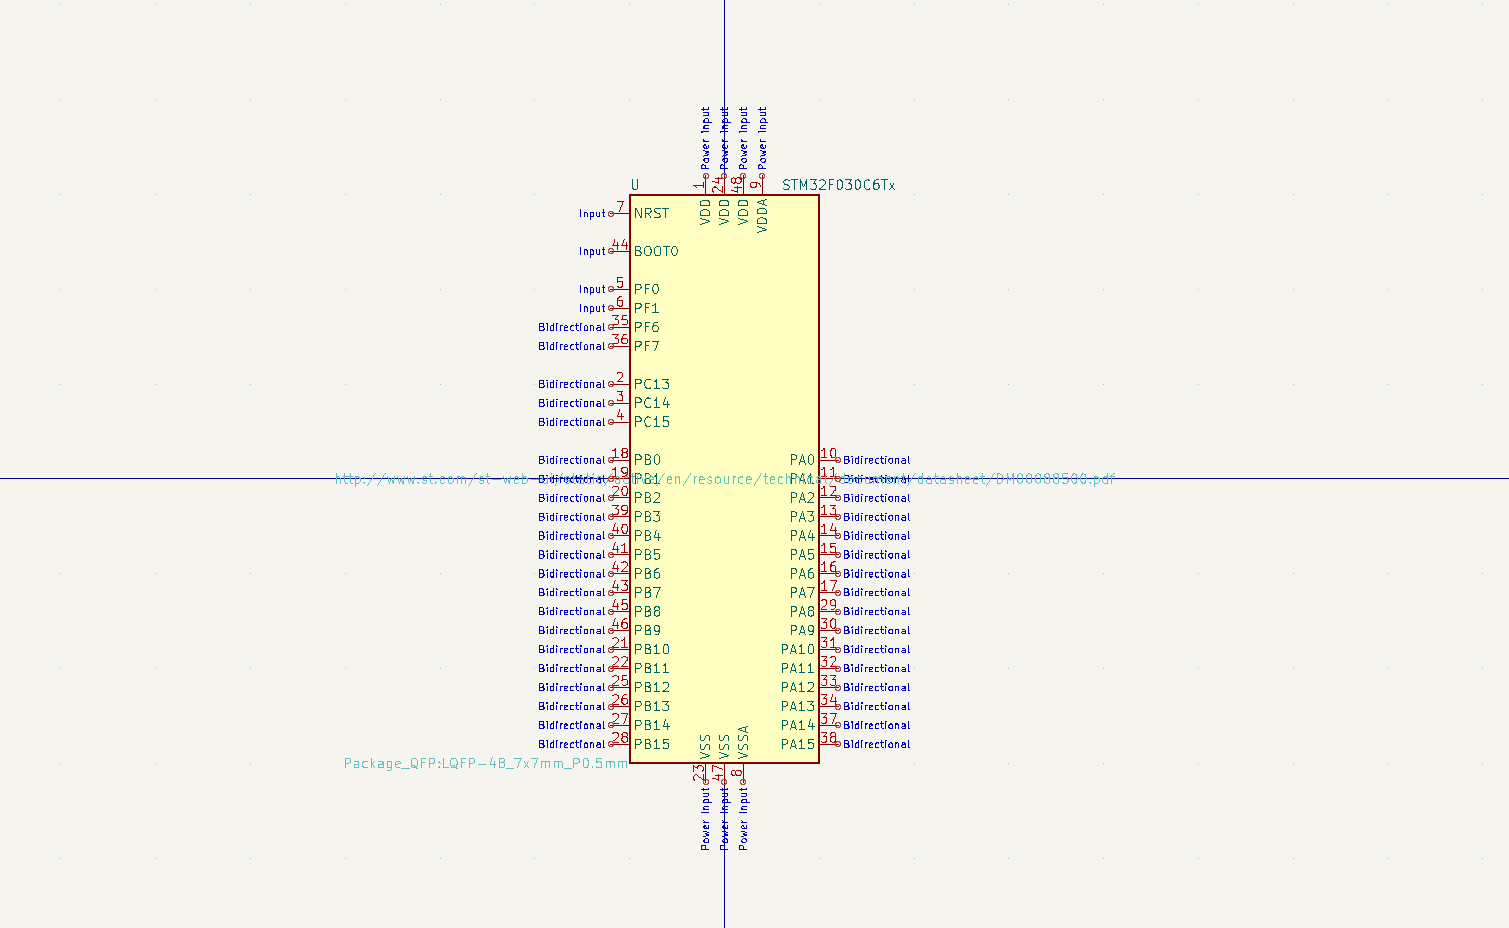 Power Input Power Input Power Input Power Input
1 24 48 9
U STM32F030C6Tx
VDD VDD VDD VDDA
Input 7 NRST
Input 44 BOOT0
Input 5 PF0
Input 6 PF1
Bidirectional 35 PF6
Bidirectional 36 PF7
Bidirectional 2 PC13
Bidirectional 3 PC14
Bidirectional 4 PC15
Bidirectional 18 PB0 PA0 10 Bidirectional
Bidirectional 19 PB1 PA1 11 Bidirectional
http://www.st.com/st-web-ui/static/active/en/resource/technical/document/datasheet/DM00088500.pdf
Bidirectional 20 PB2 PA2 12 Bidirectional
Bidirectional 39 PB3 PA3 13 Bidirectional
Bidirectional 40 PB4 PA4 14 Bidirectional
Bidirectional 41 PB5 PA5 15 Bidirectional
Bidirectional 42 PB6 PA6 16 Bidirectional
Bidirectional 43 PB7 PA7 17 Bidirectional
Bidirectional 45 PB8 PA8 29 Bidirectional
Bidirectional 46 PB9 PA9 30 Bidirectional
Bidirectional 21 PB10 PA10 31 Bidirectional
Bidirectional 22 PB11 PA11 32 Bidirectional
Bidirectional 25 PB12 PA12 33 Bidirectional
Bidirectional 26 PB13 PA13 34 Bidirectional
Bidirectional 27 PB14 PA14 37 Bidirectional
Bidirectional 28 PB15 PA15 38 Bidirectional
VSS VSS VSSA
Package_QFP:LQFP-48_7x7mm_P0.5mm
23 47 8
Power Input Power Input Power Input